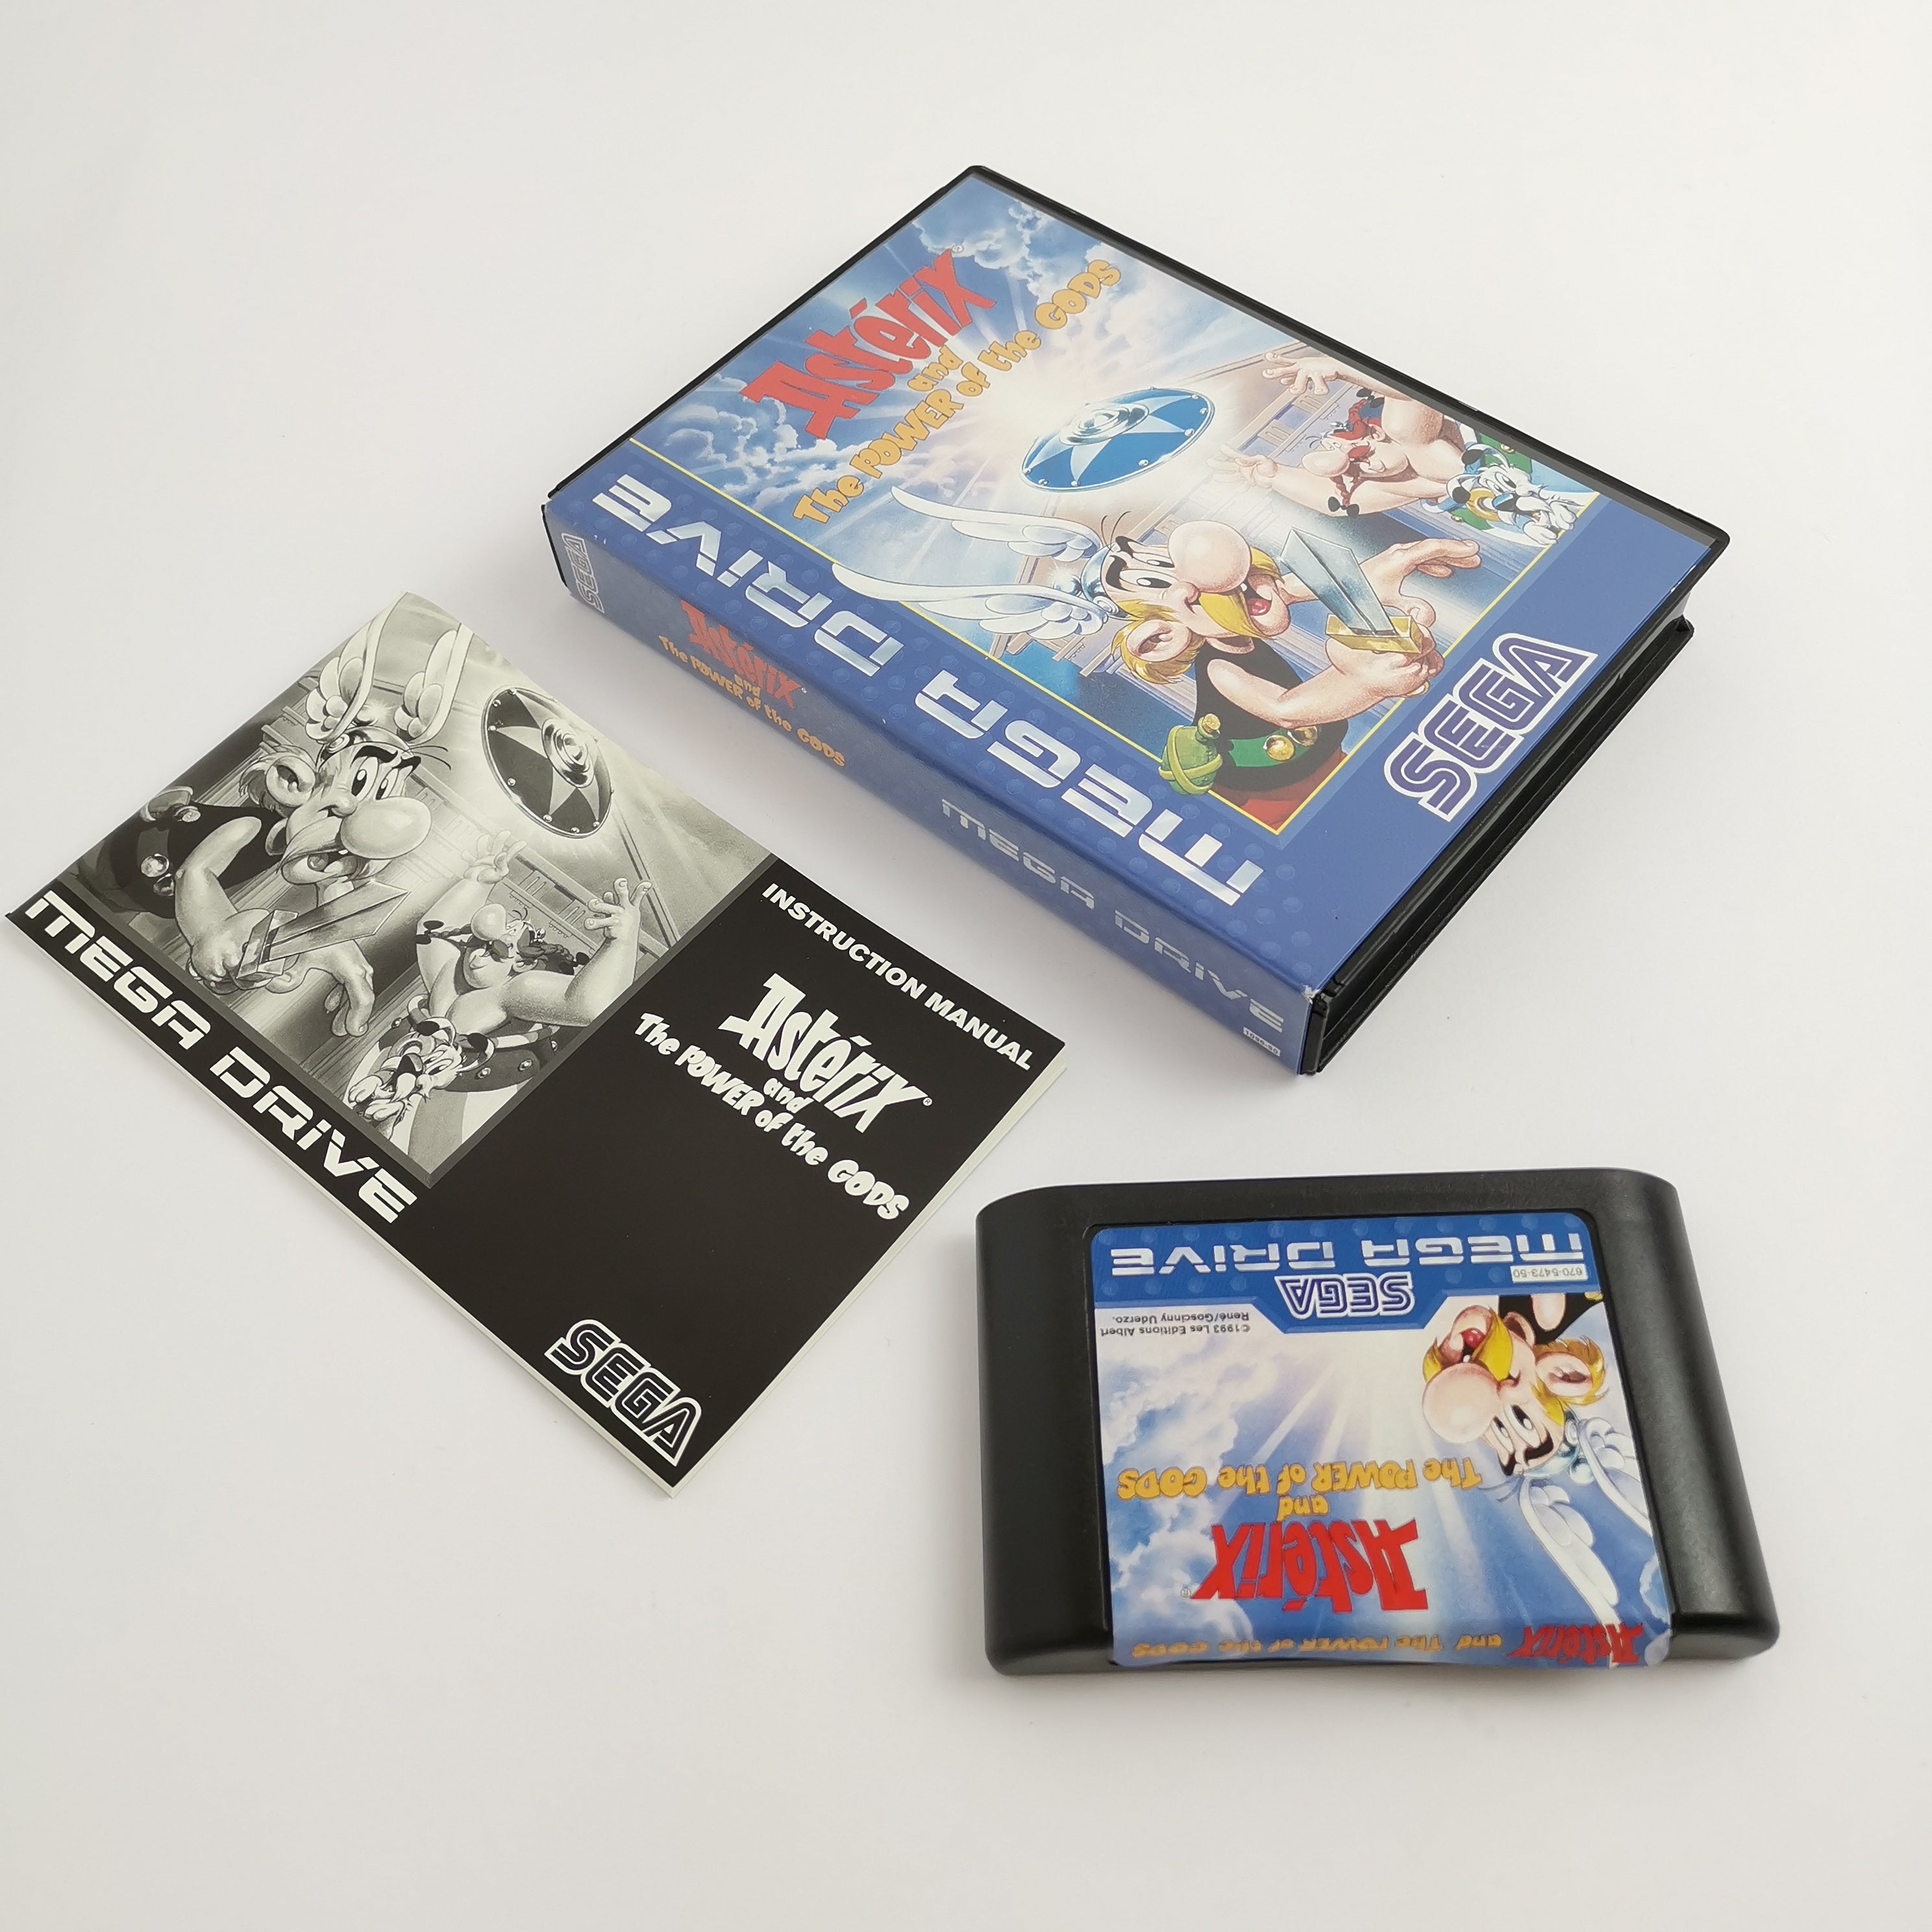 Astérix®
and
The POWER of the GODS
MEGA DRIVE
SEGA
SEGA
Astérix®
and
The POWER of the GODS
MEGA DRIVE
INSTRUCTION MANUAL
Astérix®
and
The POWER of the GODS
MEGA DRIVE
SEGA
MEGA DRIVE
670-5473-50
SEGA
©1993 Les Editions Albert
René/Goscinny Uderzo.
The POWER of the GODS
and
Astérix®
Astérix and The POWER of the GODS